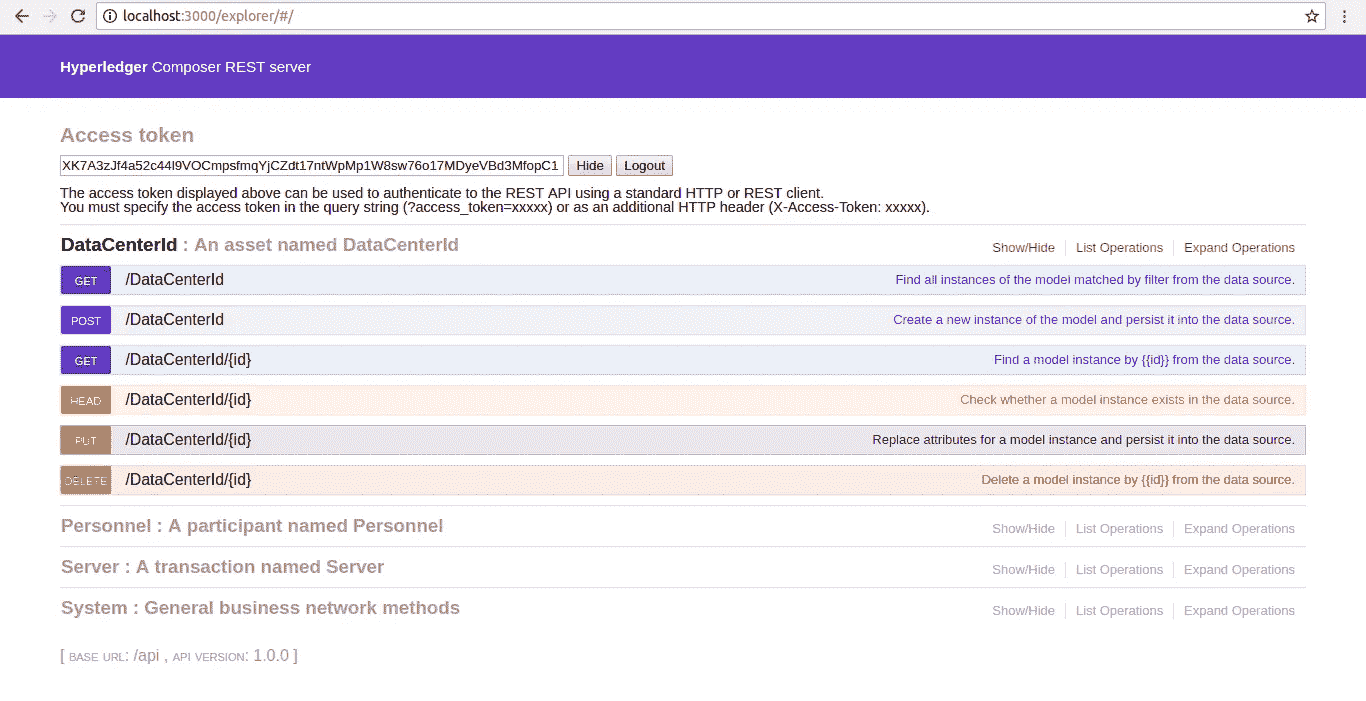 localhost:3000/explorer/#/
Hyperledger Composer REST server
Access token
XK7A3zJf4a52c44l9VOCmpsfmqYjCZdt17ntWpMp1W8sw76o17MDyeVBd3MfopC1 Hide Logout
The access token displayed above can be used to authenticate to the REST API using a standard HTTP or REST client.
You must specify the access token in the query string (?access_token=xxxxx) or as an additional HTTP header (X-Access-Token: xxxxx).
DataCenterId : An asset named DataCenterId Show/Hide List Operations Expand Operations
GET /DataCenterId Find all instances of the model matched by filter from the data source.
POST /DataCenterId Create a new instance of the model and persist it into the data source.
GET /DataCenterId/{id} Find a model instance by {{id}} from the data source.
HEAD /DataCenterId/{id} Check whether a model instance exists in the data source.
PUT /DataCenterId/{id} Replace attributes for a model instance and persist it into the data source.
DELETE /DataCenterId/{id} Delete a model instance by {{id}} from the data source.
Personnel : A participant named Personnel Show/Hide List Operations Expand Operations
Server : A transaction named Server Show/Hide List Operations Expand Operations
System : General business network methods Show/Hide List Operations Expand Operations
[ BASE URL: /api , API VERSION: 1.0.0 ]